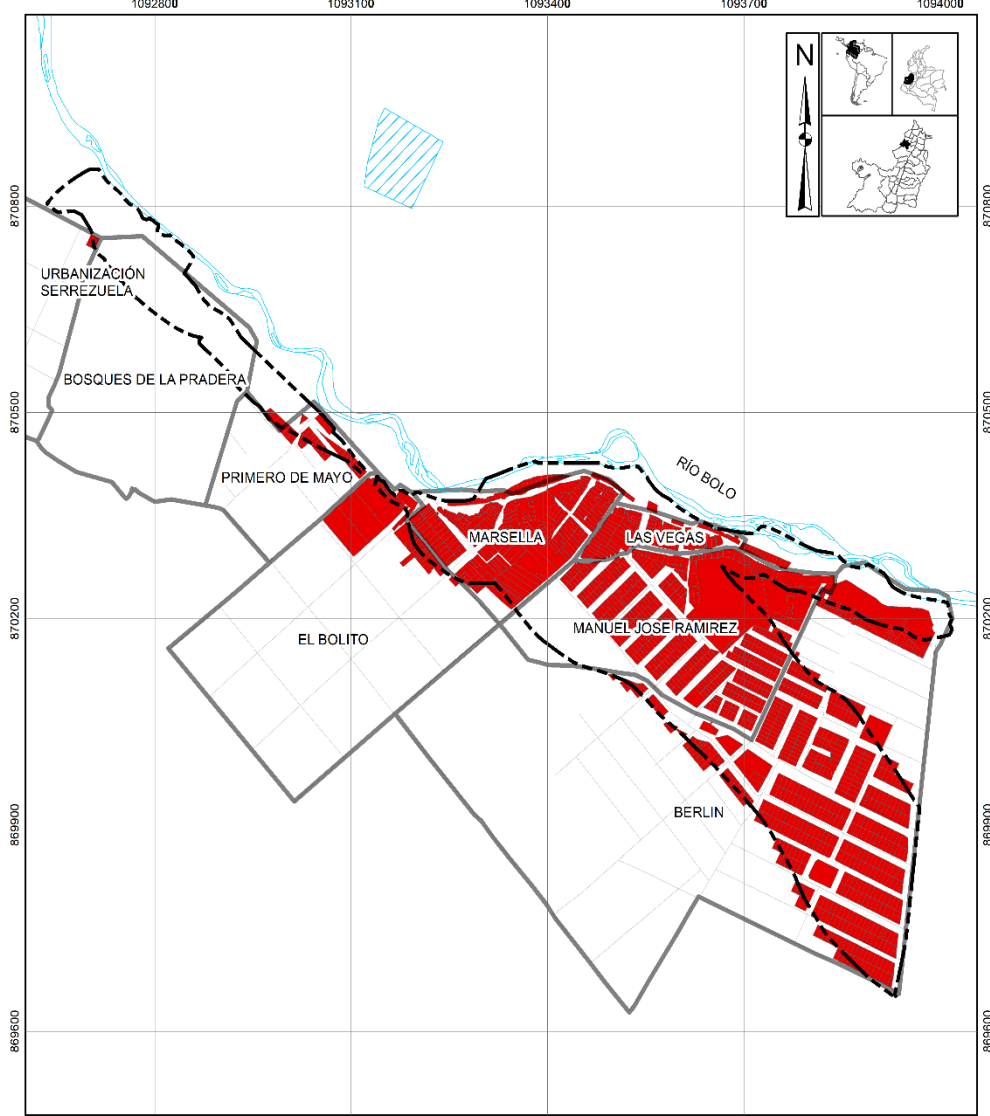 1092800
1093100
1093400
1093700
1094000
N
870800
870800
URBANIZACIÓN
SERREZUELA
BOSQUES DE LA PRADERA
870500
870500
RÍO BOLO
PRIMERO DE MAYO
MARSELLA
LAS VEGAS
870200
870200
MANUEL JOSE RAMIREZ
EL BOLITO
869900
869900
BERLIN
869600
869600